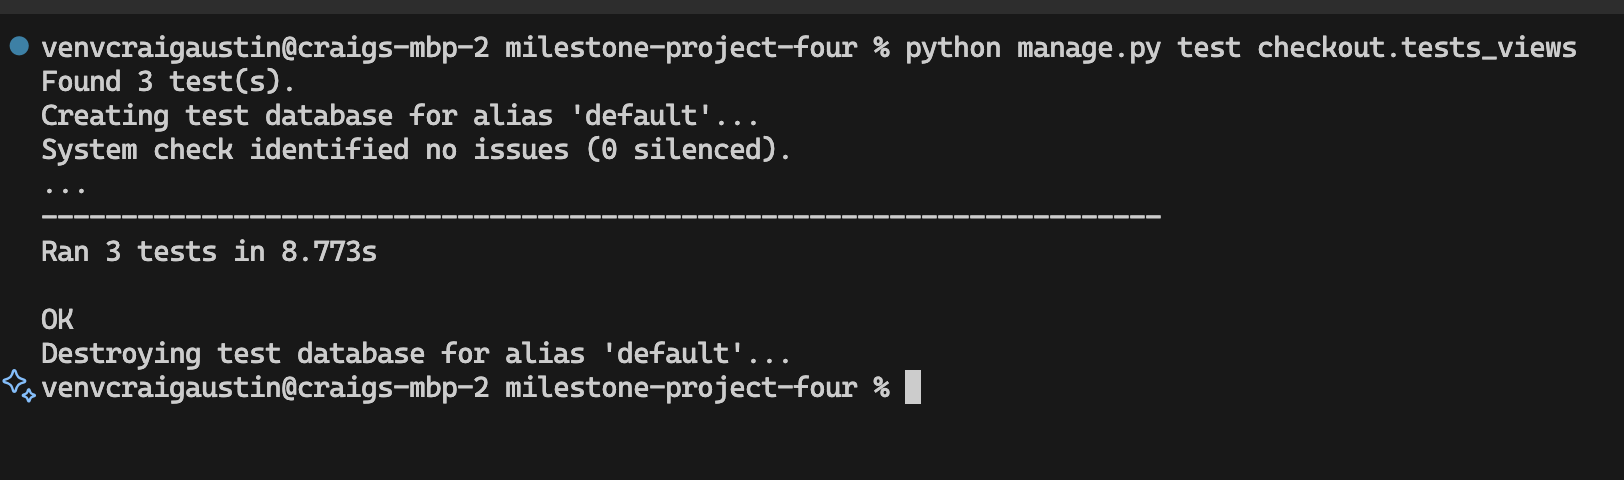 venvcraigaustin@craigs-mbp-2 milestone-project-four % python manage.py test checkout.tests_views
Found 3 test(s).
Creating test database for alias 'default'...
System check identified no issues (0 silenced).
...
----------------------------------------------------------------------
Ran 3 tests in 8.773s
OK
Destroying test database for alias 'default'...
venvcraigaustin@craigs-mbp-2 milestone-project-four %